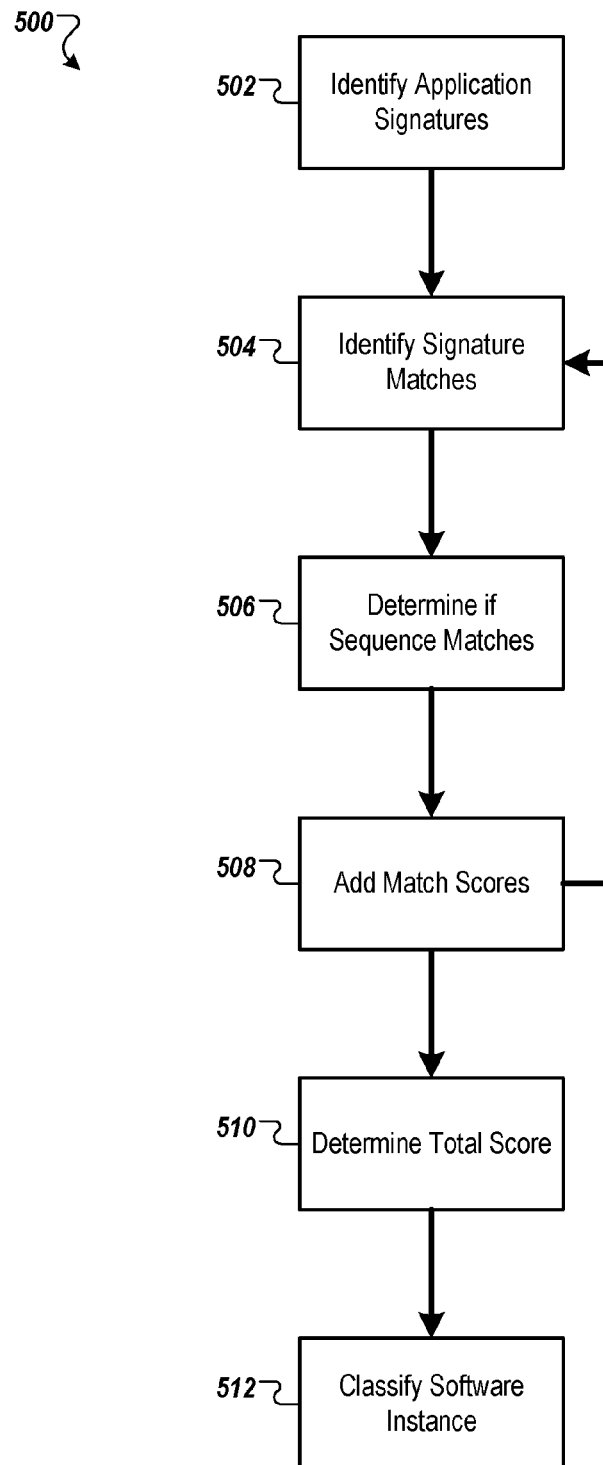 500
502
Identify Application
Signatures
504
Identify Signature
Matches
506
Determine if
Sequence Matches
508
Add Match Scores
510
Determine Total Score
512
Classify Software
Instance